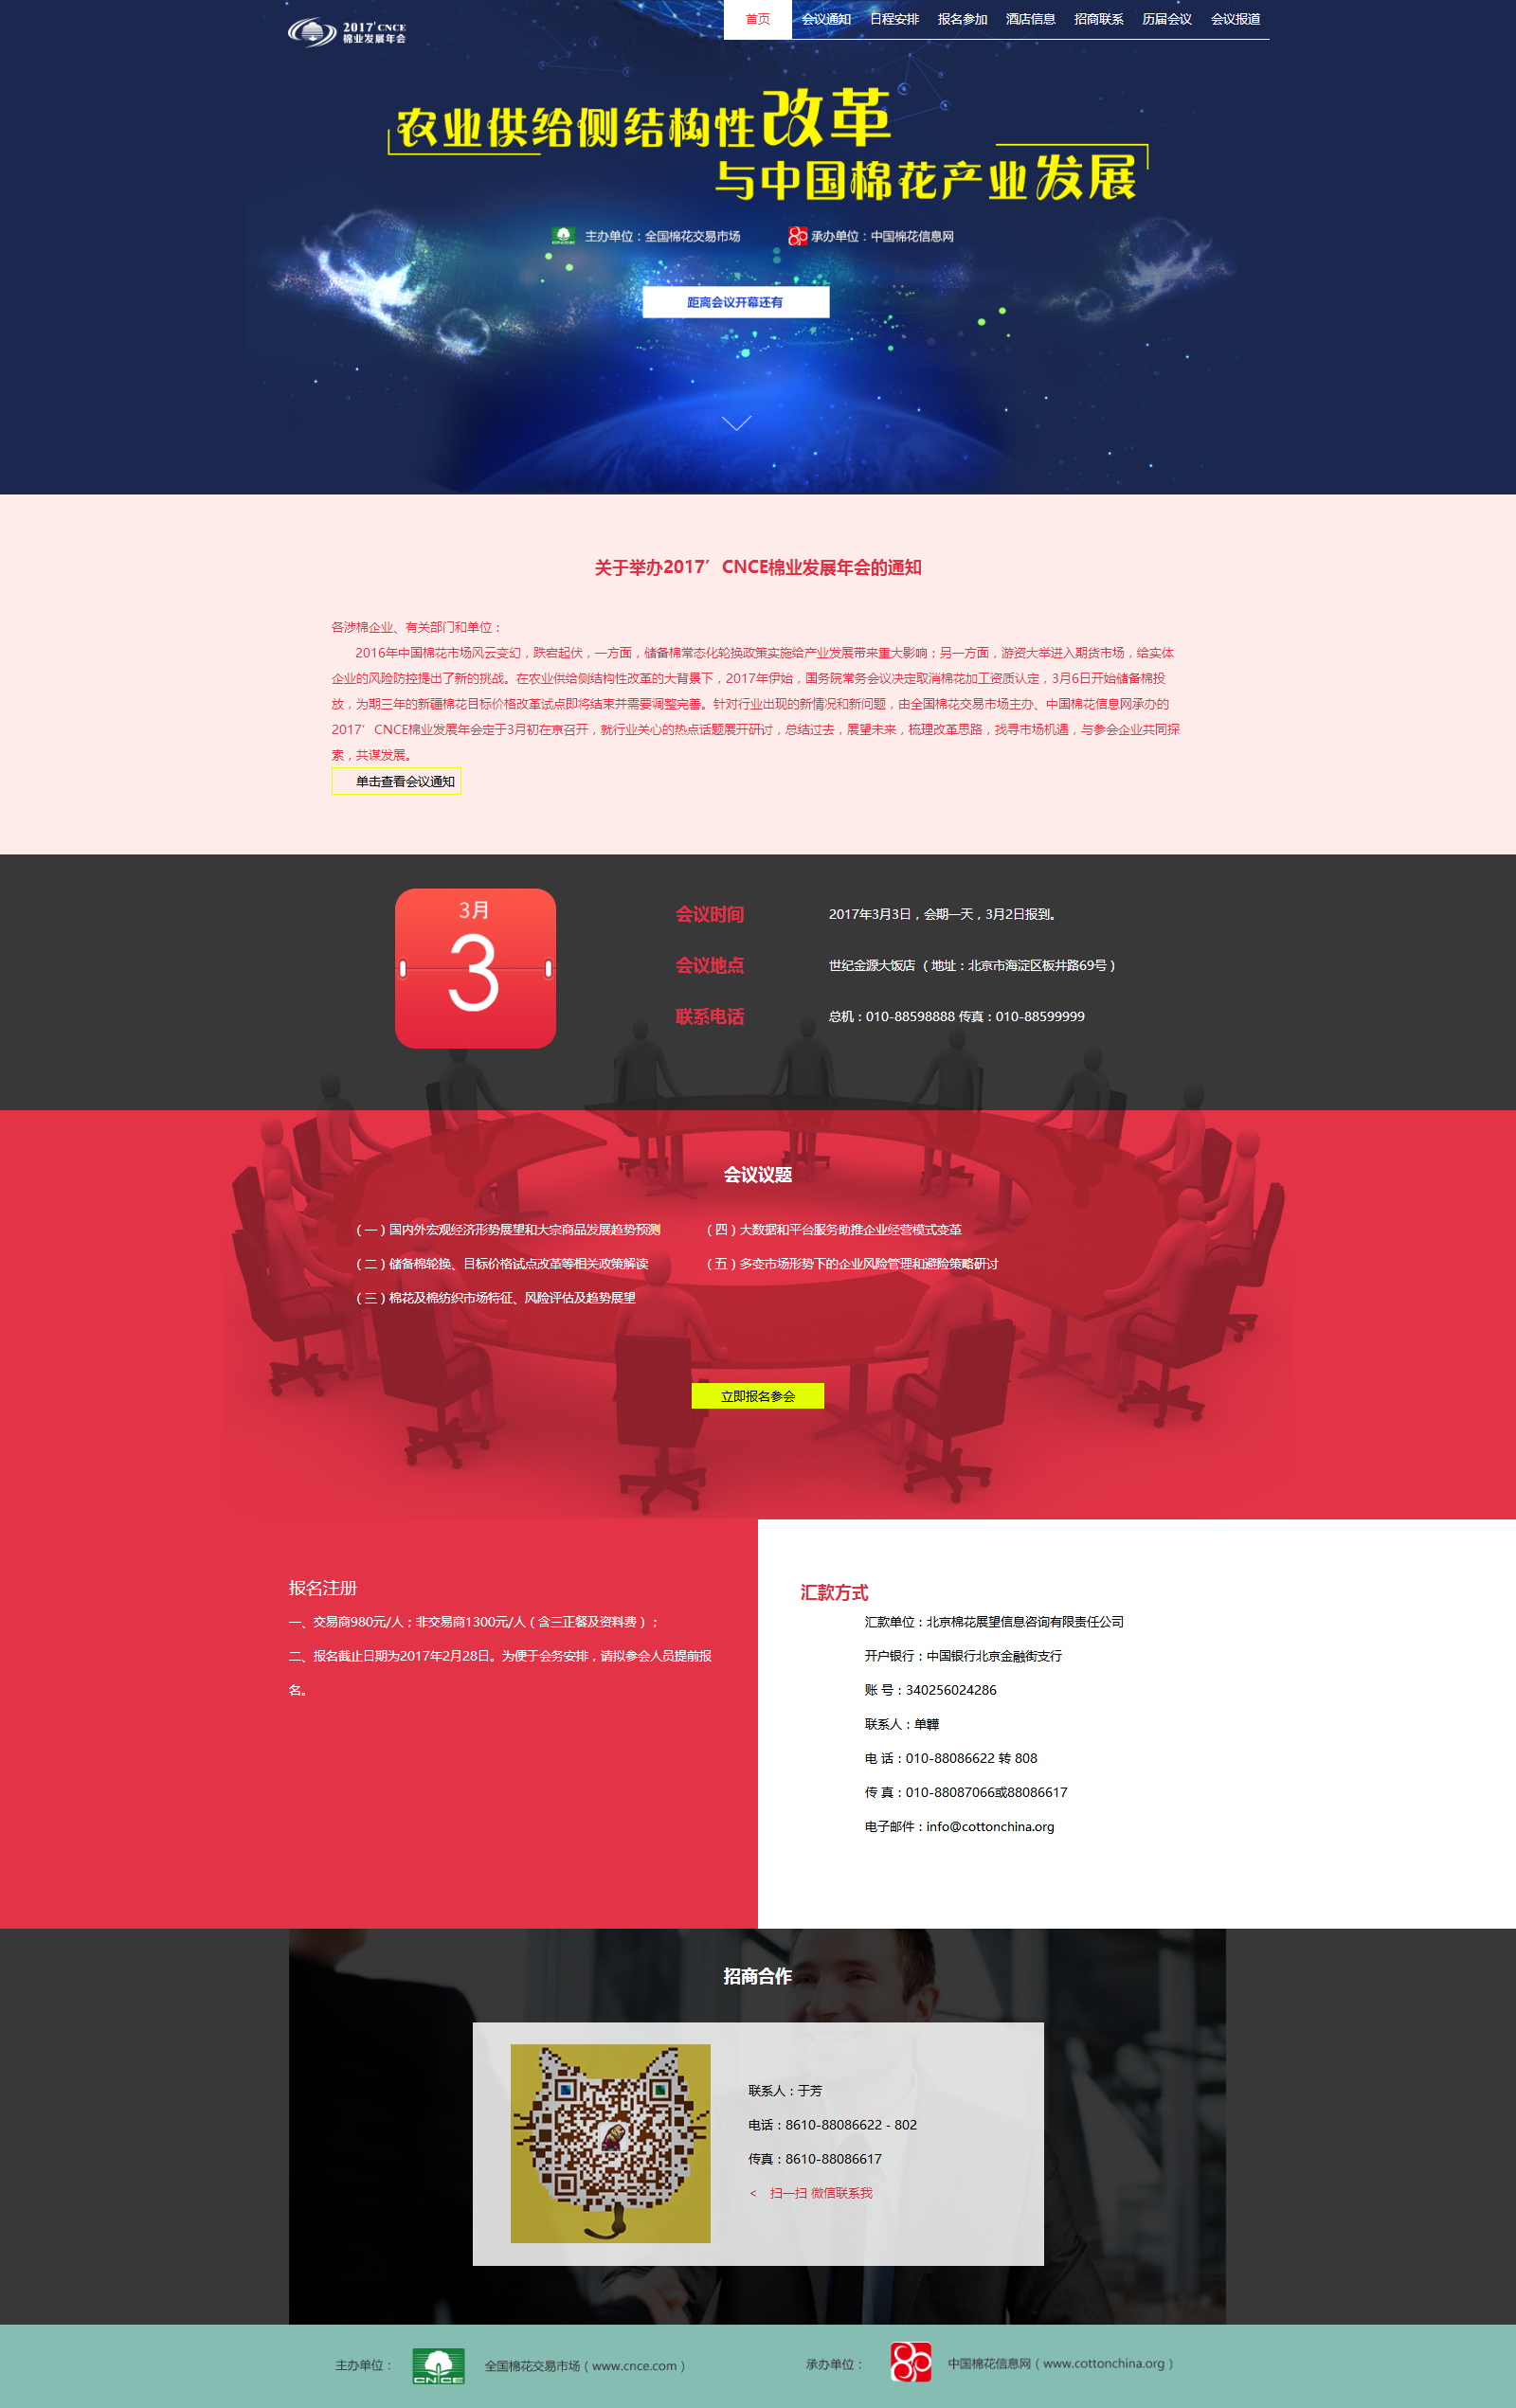 2017'CNCE
棉业发展年会
首页 会议通知 日程安排 报名参加 酒店信息 招商联系 历届会议 会议报道
农业供给侧结构性改革
与中国棉花产业发展
主办单位：全国棉花交易市场 承办单位：中国棉花信息网
距离会议开幕还有
关于举办2017’CNCE棉业发展年会的通知
各涉棉企业、有关部门和单位：
2016年中国棉花市场风云变幻，跌宕起伏，一方面，储备棉常态化轮换政策实施给产业发展带来重大影响；另一方面，游资大举进入期货市场，给实体
企业的风险防控提出了新的挑战。在农业供给侧结构性改革的大背景下，2017年伊始，国务院常务会议决定取消棉花加工资质认定，3月6日开始储备棉投
放，为期三年的新疆棉花目标价格改革试点即将结束并需要调整完善。针对行业出现的新情况和新问题，由全国棉花交易市场主办、中国棉花信息网承办的
2017’CNCE棉业发展年会定于3月初在京召开，就行业关心的热点话题展开研讨，总结过去，展望未来，梳理改革思路，找寻市场机遇，与参会企业共同探
索，共谋发展。
单击查看会议通知
3月
3
会议时间 2017年3月3日，会期一天，3月2日报到。
会议地点 世纪金源大饭店 （地址：北京市海淀区板井路69号）
联系电话 总机：010-88598888 传真：010-88599999
会议议题
（一）国内外宏观经济形势展望和大宗商品发展趋势预测
（二）储备棉轮换、目标价格试点改革等相关政策解读
（三）棉花及棉纺织市场特征、风险评估及趋势展望
（四）大数据和平台服务助推企业经营模式变革
（五）多变市场形势下的企业风险管理和避险策略研讨
立即报名参会
报名注册
一、交易商980元/人；非交易商1300元/人（含三正餐及资料费）；
二、报名截止日期为2017年2月28日。为便于会务安排，请拟参会人员提前报
名。
汇款方式
汇款单位：北京棉花展望信息咨询有限责任公司
开户银行：中国银行北京金融街支行
账 号：340256024286
联系人：单韡
电 话：010-88086622 转 808
传 真：010-88087066或88086617
电子邮件：info@cottonchina.org
招商合作
联系人：于芳
电话：8610-88086622 - 802
传真：8610-88086617
< 扫一扫 微信联系我
主办单位： CNCE 全国棉花交易市场（www.cnce.com）
承办单位： 中国棉花信息网（www.cottonchina.org）